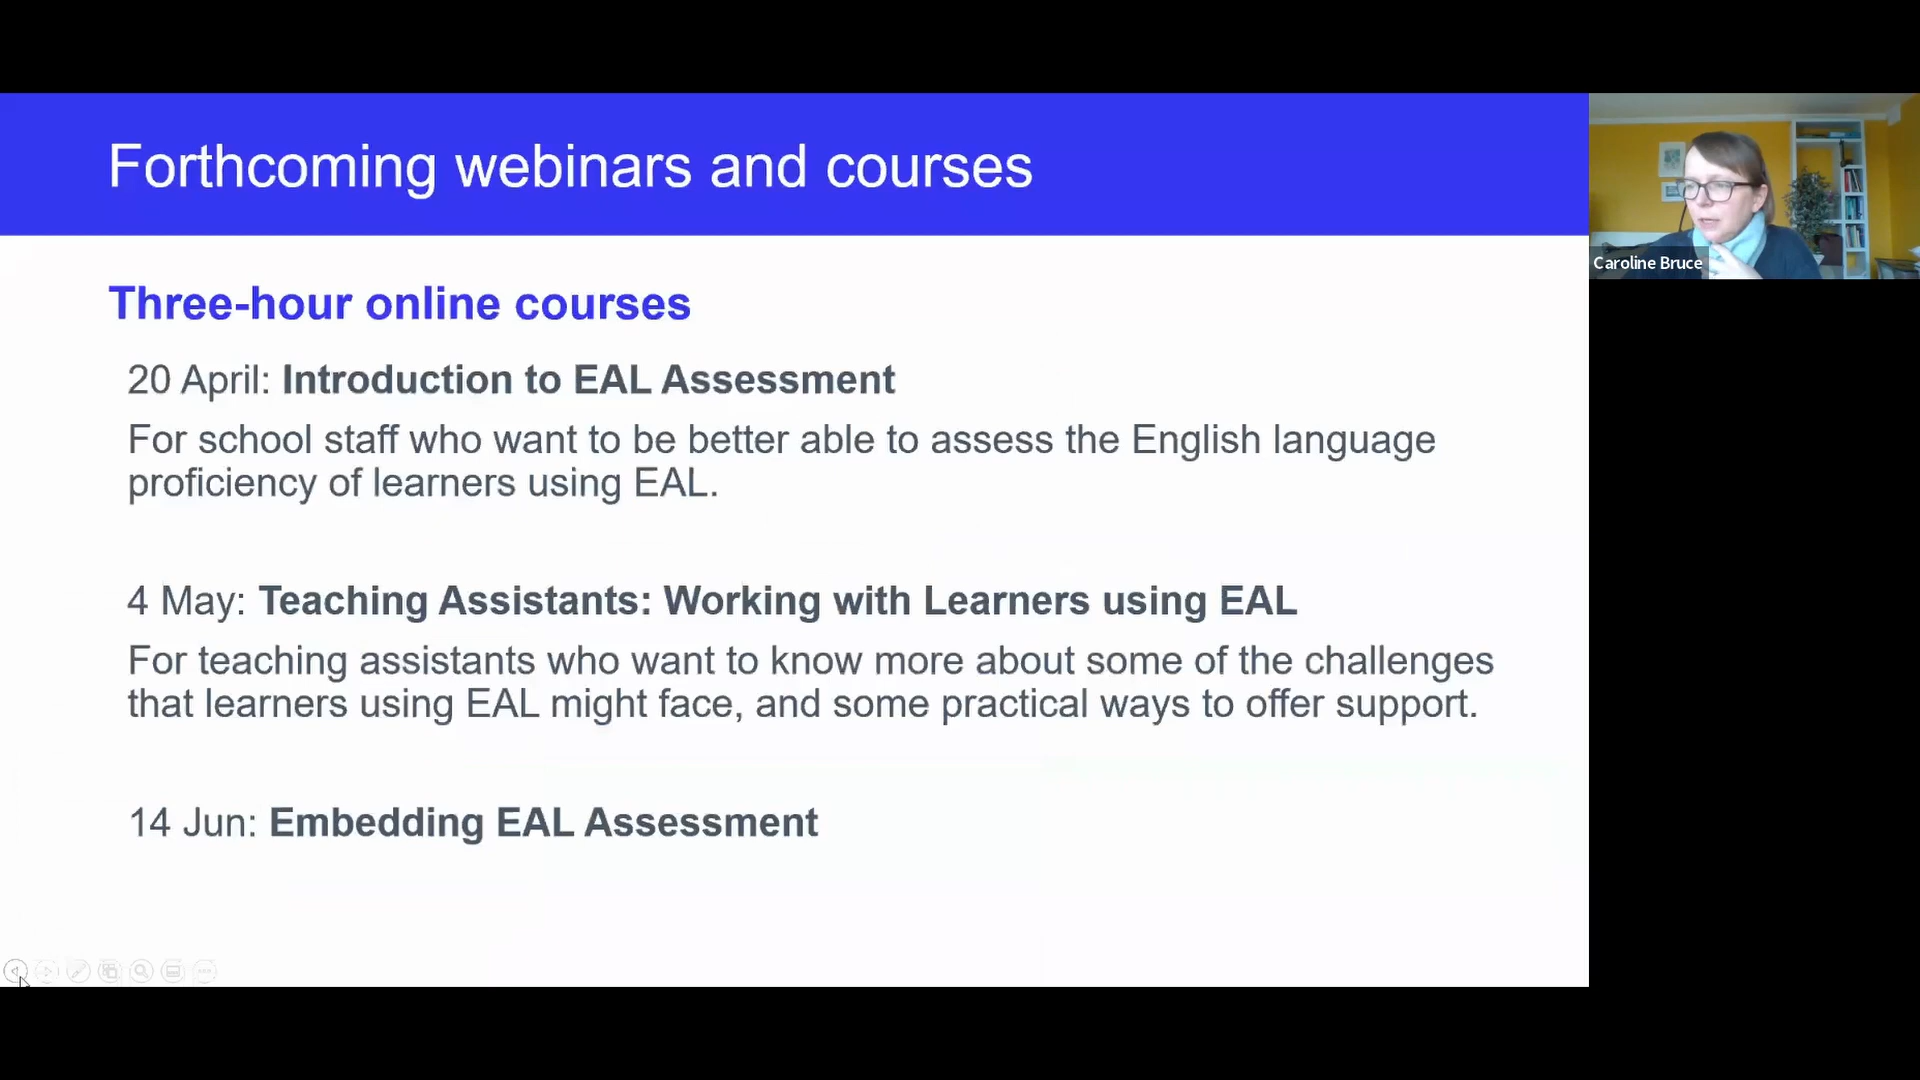 Forthcoming webinars and courses
Three-hour online courses
20 April: Introduction to EAL Assessment
For school staff who want to be better able to assess the English language
proficiency of learners using EAL.
4 May: Teaching Assistants: Working with Learners using EAL
For teaching assistants who want to know more about some of the challenges
that learners using EAL might face, and some practical ways to offer support.
14 Jun: Embedding EAL Assessment
Caroline Bruce